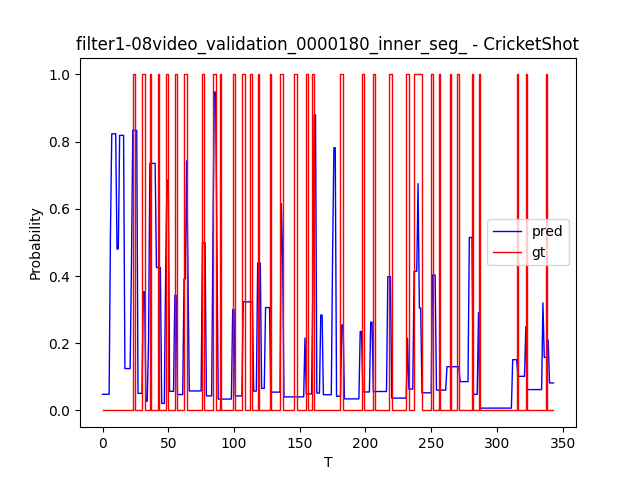 filter1-08video_validation_0000180_inner_seg_ - CricketShot
1.0
0.8
0.6
0.4
0.2
0.0
Probability
pred
gt
0 50 100 150 200 250 300 350
T